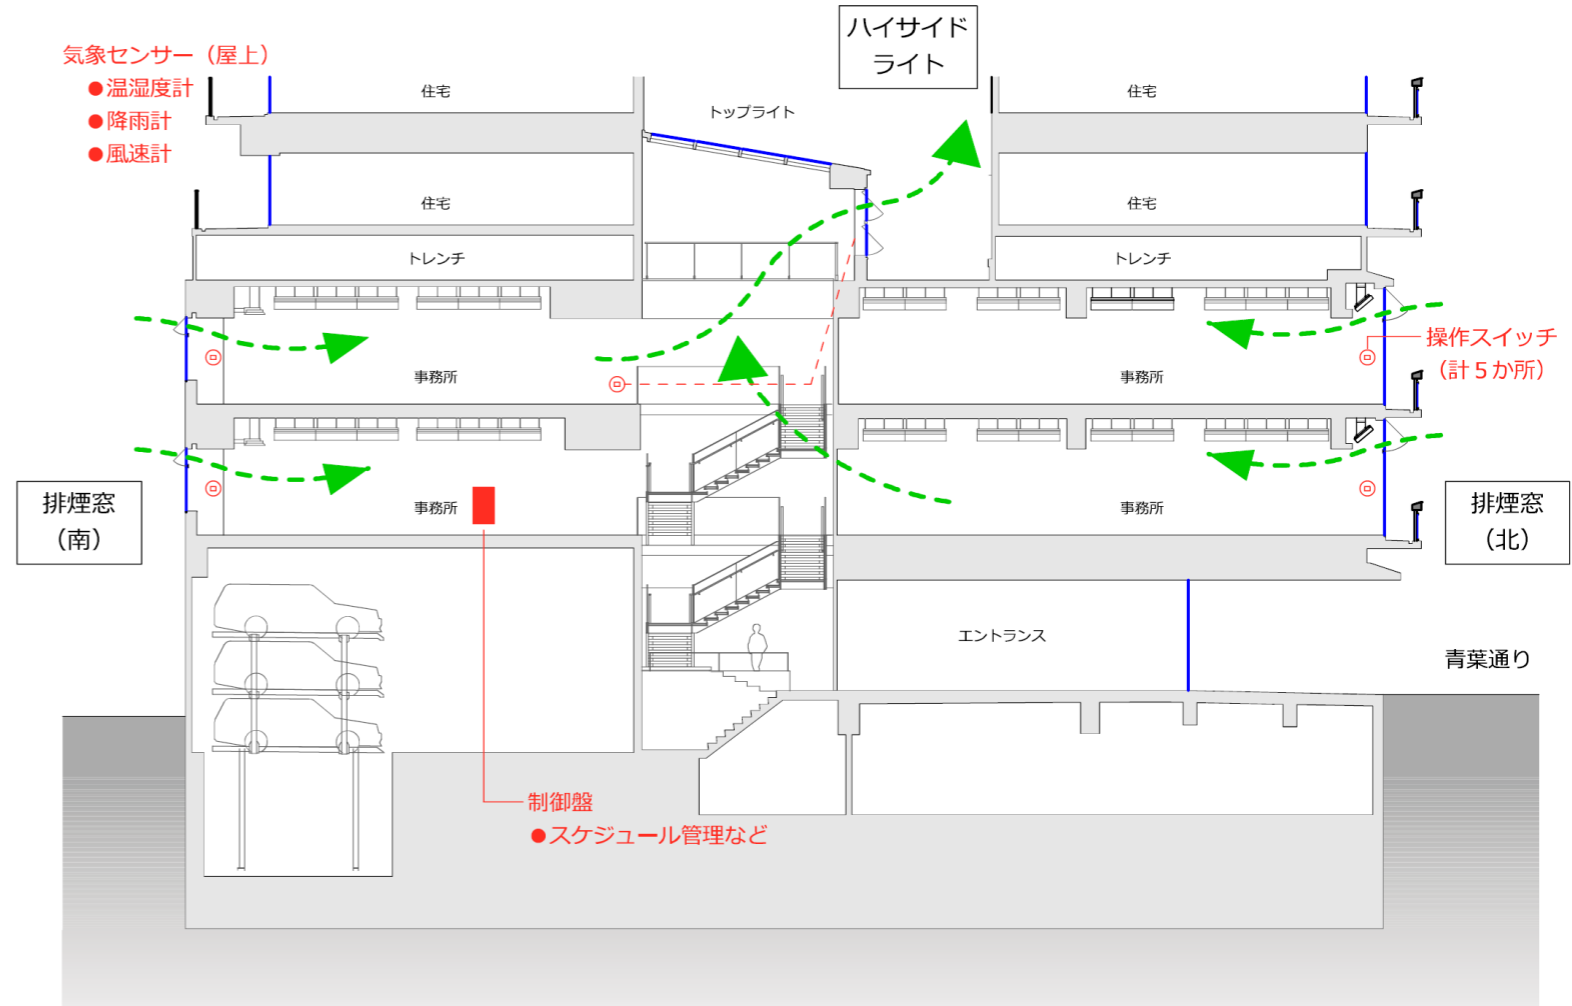 ハイサイド
ライト
気象センサー（屋上）
●温湿度計
●降雨計
●風速計
住宅
トップライト
住宅
住宅
住宅
トレンチ
トレンチ
操作スイッチ
（計５か所）
事務所
事務所
排煙窓
（南）
事務所
事務所
排煙窓
（北）
エントランス
青葉通り
制御盤
●スケジュール管理など